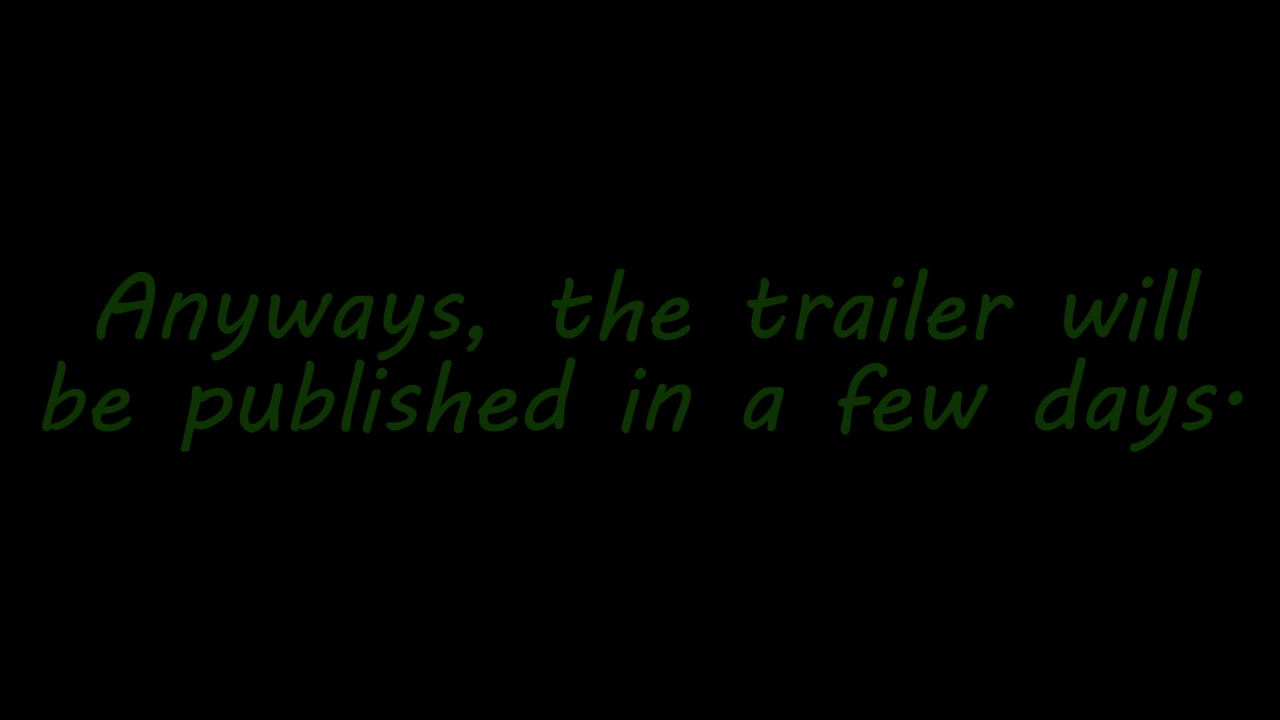 Anyways, the trailer will
be published in a few days.